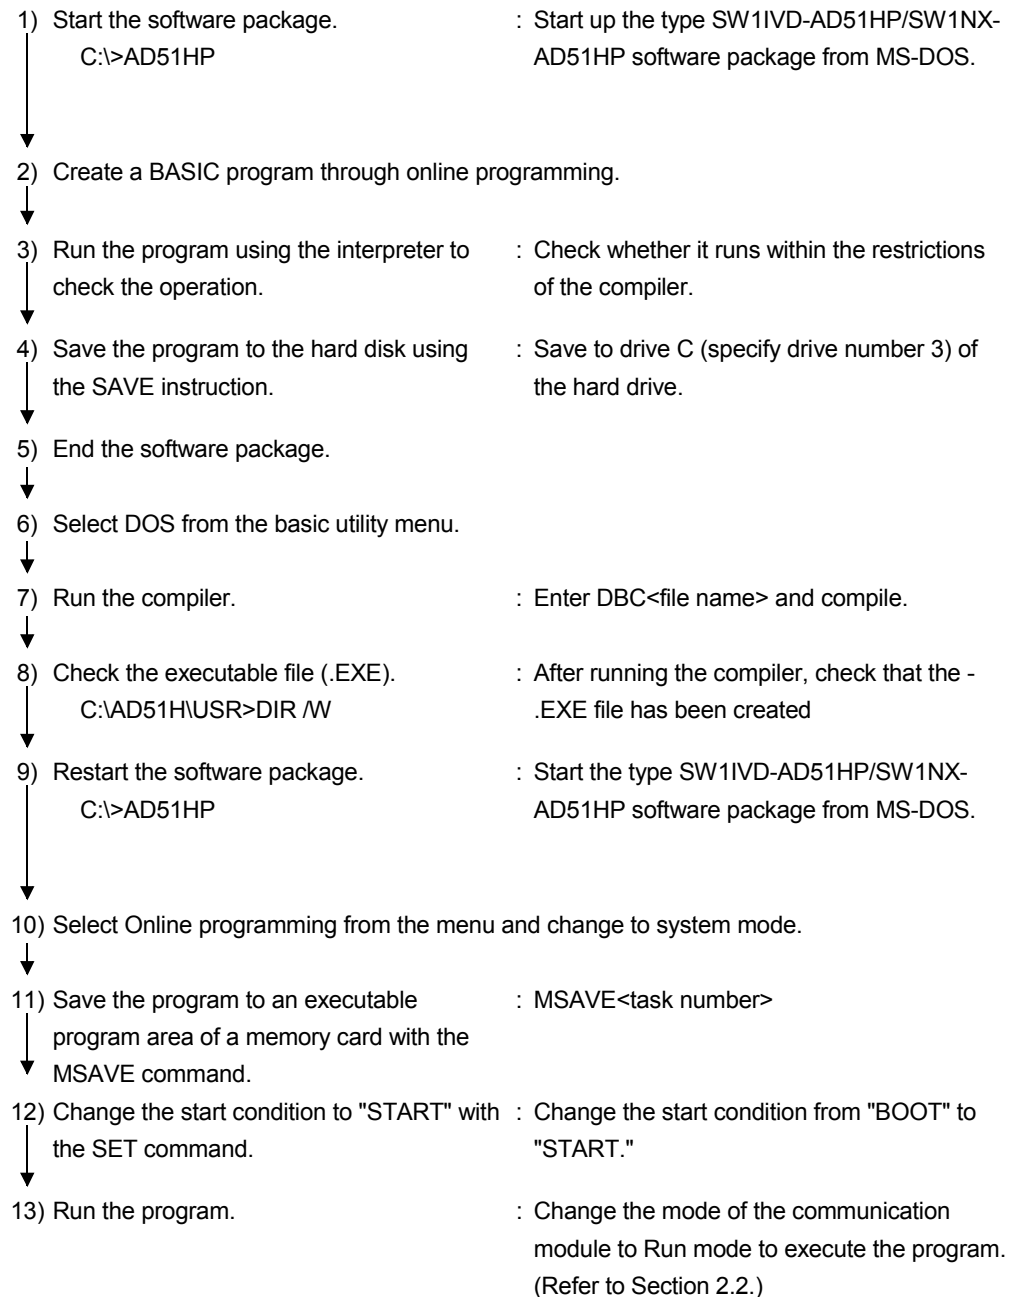 1) Start the software package. : Start up the type SW1IVD-AD51HP/SW1NX-
C:\>AD51HP AD51HP software package from MS-DOS.
2) Create a BASIC program through online programming.
3) Run the program using the interpreter to : Check whether it runs within the restrictions
check the operation. of the compiler.
4) Save the program to the hard disk using : Save to drive C (specify drive number 3) of
the SAVE instruction. the hard drive.
5) End the software package.
6) Select DOS from the basic utility menu.
7) Run the compiler. : Enter DBC<file name> and compile.
8) Check the executable file (.EXE). : After running the compiler, check that the -
C:\AD51H\USR>DIR /W .EXE file has been created
9) Restart the software package. : Start the type SW1IVD-AD51HP/SW1NX-
C:\>AD51HP AD51HP software package from MS-DOS.
10) Select Online programming from the menu and change to system mode.
11) Save the program to an executable : MSAVE<task number>
program area of a memory card with the
MSAVE command.
12) Change the start condition to "START" with : Change the start condition from "BOOT" to
the SET command. "START."
13) Run the program. : Change the mode of the communication
module to Run mode to execute the program.
(Refer to Section 2.2.)